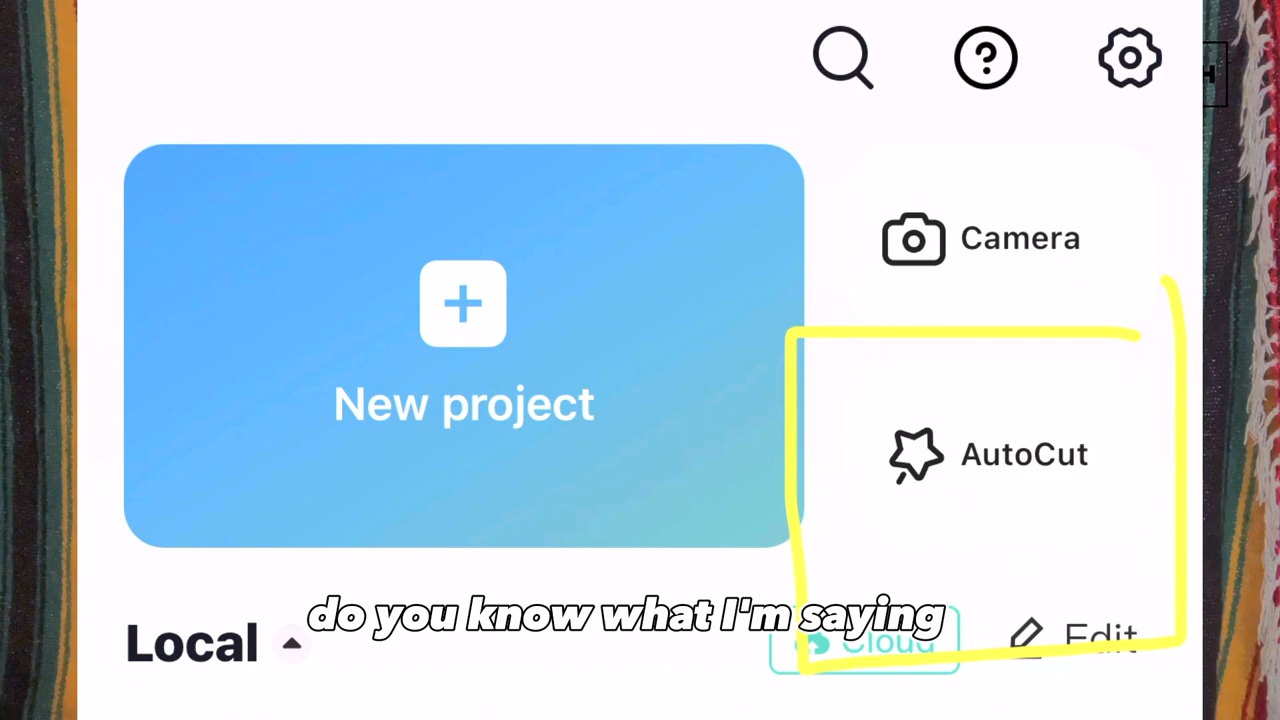 Camera
New project
AutoCut
do you know what I'm saying
Local
Cloud
Edit